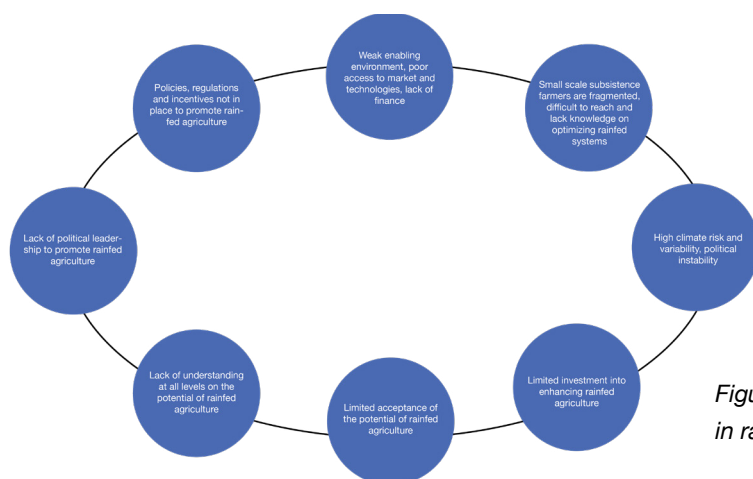 Weak enabling
environment, poor
access to market and
technologies, lack of
finance
Policies, regulations
and incentives not in
place to promote rain-
fed agriculture
Small scale subsistence
farmers are fragmented,
difficult to reach and
lack knowledge on
optimizing rainfed
systems
Lack of political leader-
ship to promote rainfed
agriculture
High climate risk and
variability, political
instability
Lack of understanding
at all levels on the
potential of rainfed
agriculture
Limited acceptance of
the potential of rainfed
agriculture
Limited investment into
enhancing rainfed
agriculture
in